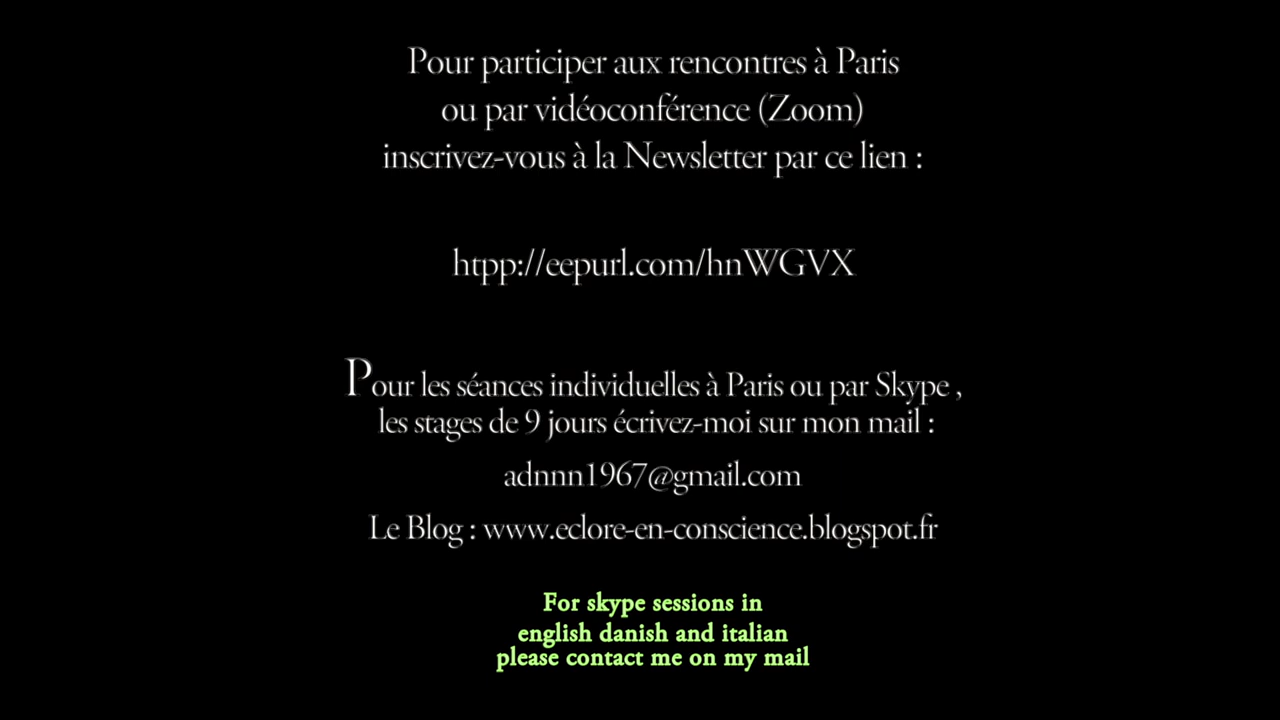 Pour participer aux rencontres à Paris
ou par vidéoconférence (Zoom)
inscrivez-vous à la Newsletter par ce lien :
htpp://eepurl.com/hnWGVX
Pour les séances individuelles à Paris ou par Skype ,
les stages de 9 jours écrivez-moi sur mon mail :
adnnn1967@gmail.com
Le Blog : www.eclore-en-conscience.blogspot.fr
For skype sessions in
english danish and italian
please contact me on my mail